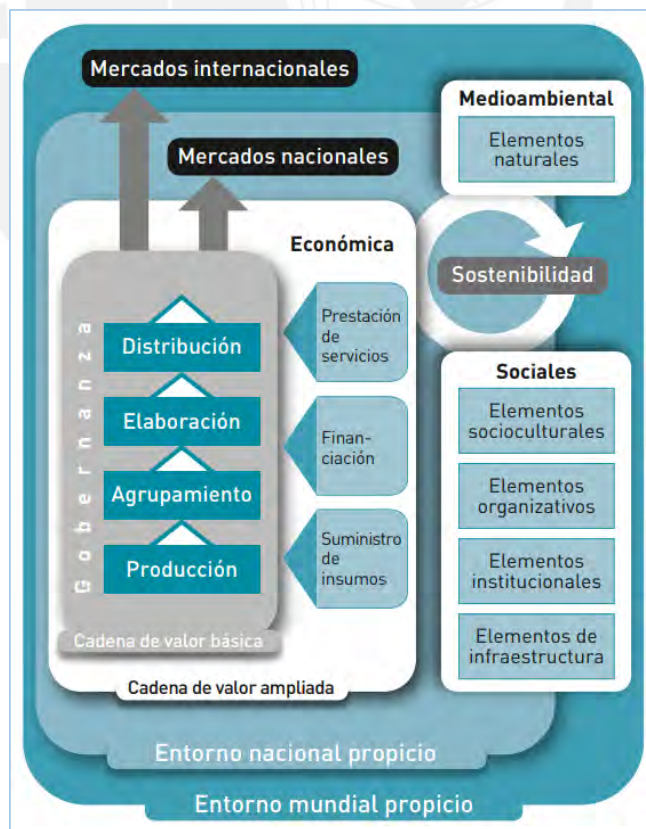 Mercados internacionales
Mercados nacionales
Medioambiental
Elementos
naturales
Económica
Sostenibilidad
Gobernanza
Distribución
Elaboración
Agrupamiento
Producción
Prestación
de
servicios
Finan-
ciación
Suministro
de
insumos
Sociales
Elementos
socioculturales
Elementos
organizativos
Elementos
institucionales
Elementos de
infraestructura
Cadena de valor básica
Cadena de valor ampliada
Entorno nacional propicio
Entorno mundial propicio